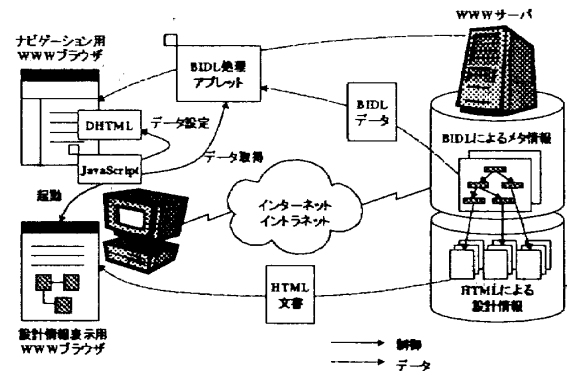 WWWサーバ
ナビゲーション用
WWWブラウザ
BIDL処理
アプレット
BIDL
データ
DHTML
データ設定
BIDLによるメタ情報
JavaScript
データ取得
起動
インターネット
イントラネット
HTML
文書
HTMLによる
設計情報
設計情報表示用
WWWブラウザ
制御
データ